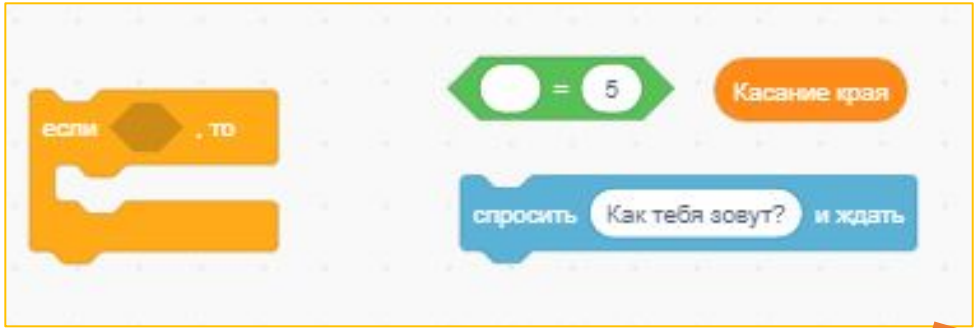 = 5
Касание края
если , то
спросить Как тебя зовут? и ждать